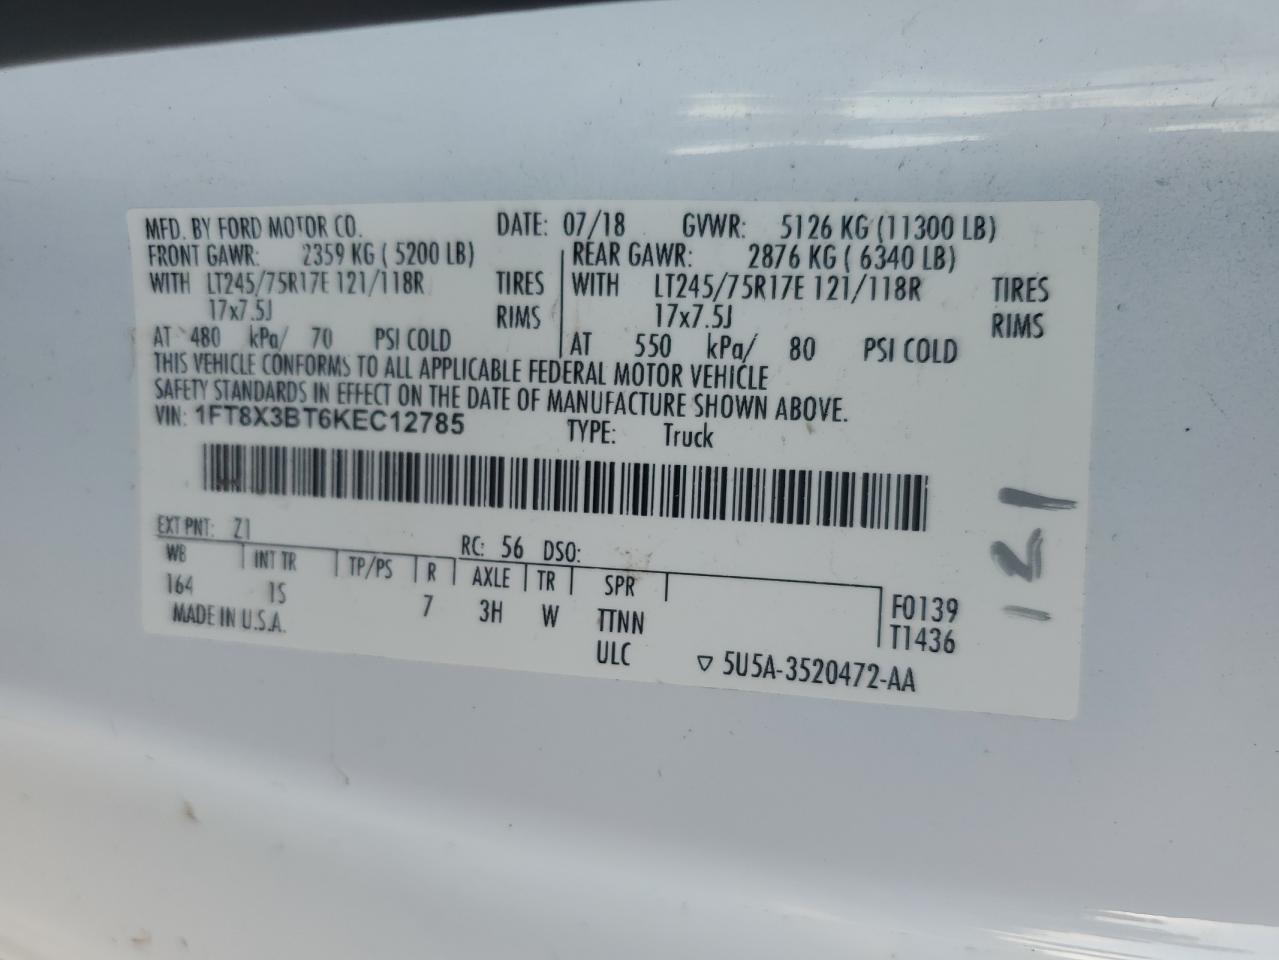 MFD. BY FORD MOTOR CO. DATE: 07/18 GVWR: 5126 KG (11300 LB)
FRONT GAWR: 2359 KG ( 5200 LB) REAR GAWR: 2876 KG ( 6340 LB)
WITH LT245/75R17E 121/118R TIRES WITH LT245/75R17E 121/118R TIRES
17x7.5J RIMS 17x7.5J RIMS
AT 480 kPa/ 70 PSI COLD AT 550 kPa/ 80 PSI COLD
THIS VEHICLE CONFORMS TO ALL APPLICABLE FEDERAL MOTOR VEHICLE
SAFETY STANDARDS IN EFFECT ON THE DATE OF MANUFACTURE SHOWN ABOVE.
VIN: 1FT8X3BT6KEC12785 TYPE: Truck
EXT PNT: Z1 RC: 56 DSO:
WB INT TR TP/PS R AXLE TR SPR
164 1S 7 3H W TTNN F0139
MADE IN U.S.A. ULC T1436
▽ 5U5A-3520472-AA
121